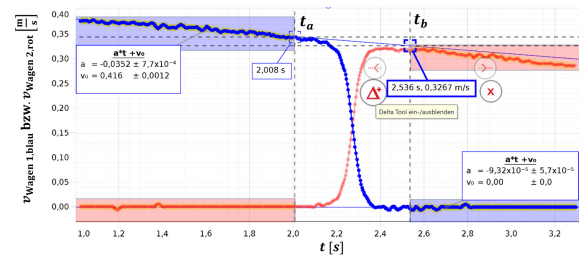 v_Wagen 1,blau bzw. v_Wagen 2,rot [m/s]
0,40
0,35
0,30
0,25
0,20
0,15
0,10
0,05
0,00
t_a
t_b
a*t +v₀
a = -0,0352 ± 7,7x10⁻⁴
v₀ = 0,416 ± 0,0012
2,008 s
2,536 s, 0,3267 m/s
Δ
x
Delta Tool ein-/ausblenden
a*t +v₀
a = -9,32x10⁻⁵ ± 5,7x10⁻⁵
v₀ = 0,00 ± 0,0
1,0 1,2 1,4 1,6 1,8 2,0 2,2 2,4 2,6 2,8 3,0 3,2
t [s]